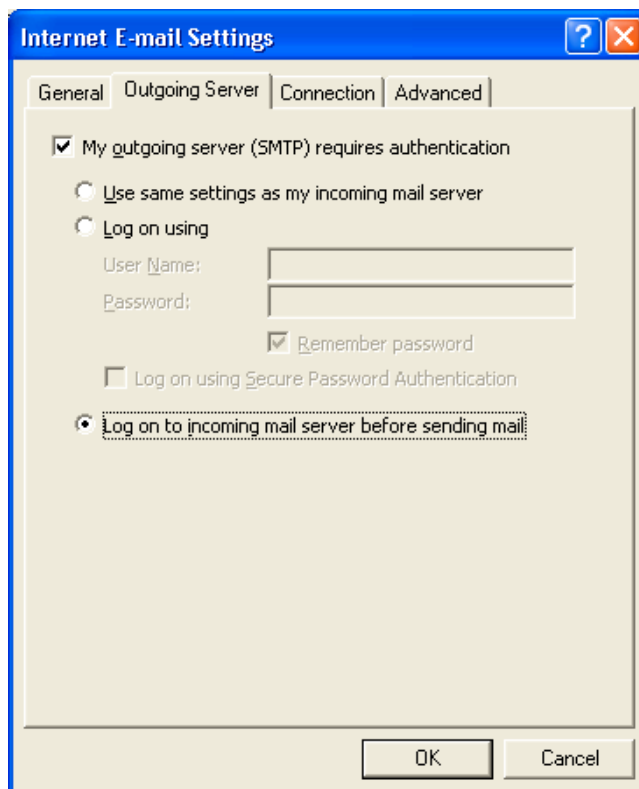 Internet E-mail Settings
?
General Outgoing Server Connection Advanced
My outgoing server (SMTP) requires authentication
Use same settings as my incoming mail server
Log on using
User Name:
Password:
Remember password
Log on using Secure Password Authentication
Log on to incoming mail server before sending mail
OK Cancel